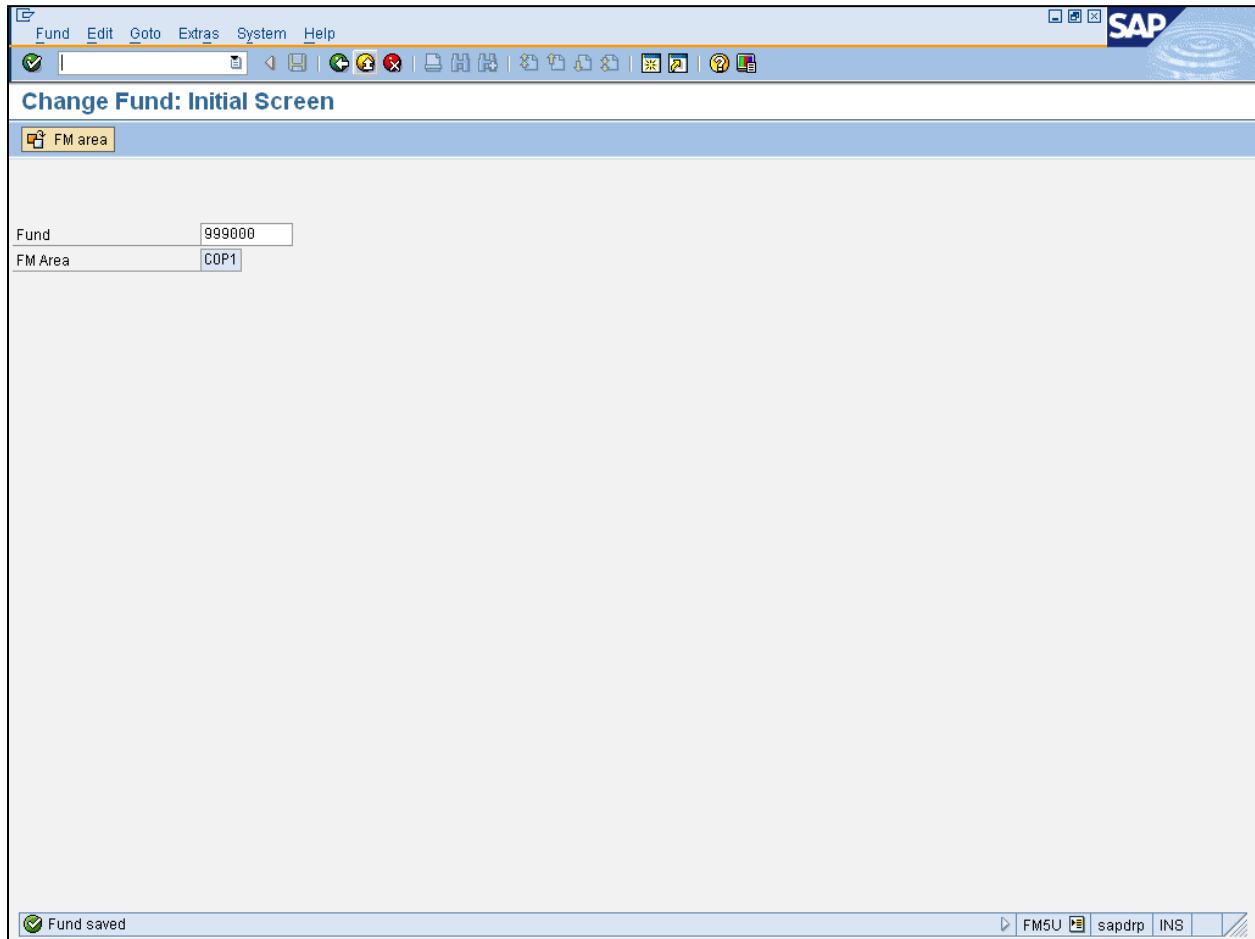 Fund Edit Goto Extras System Help
SAP
Change Fund: Initial Screen
FM area
Fund 999000
FM Area COP1
Fund saved FM5U sapdrp INS